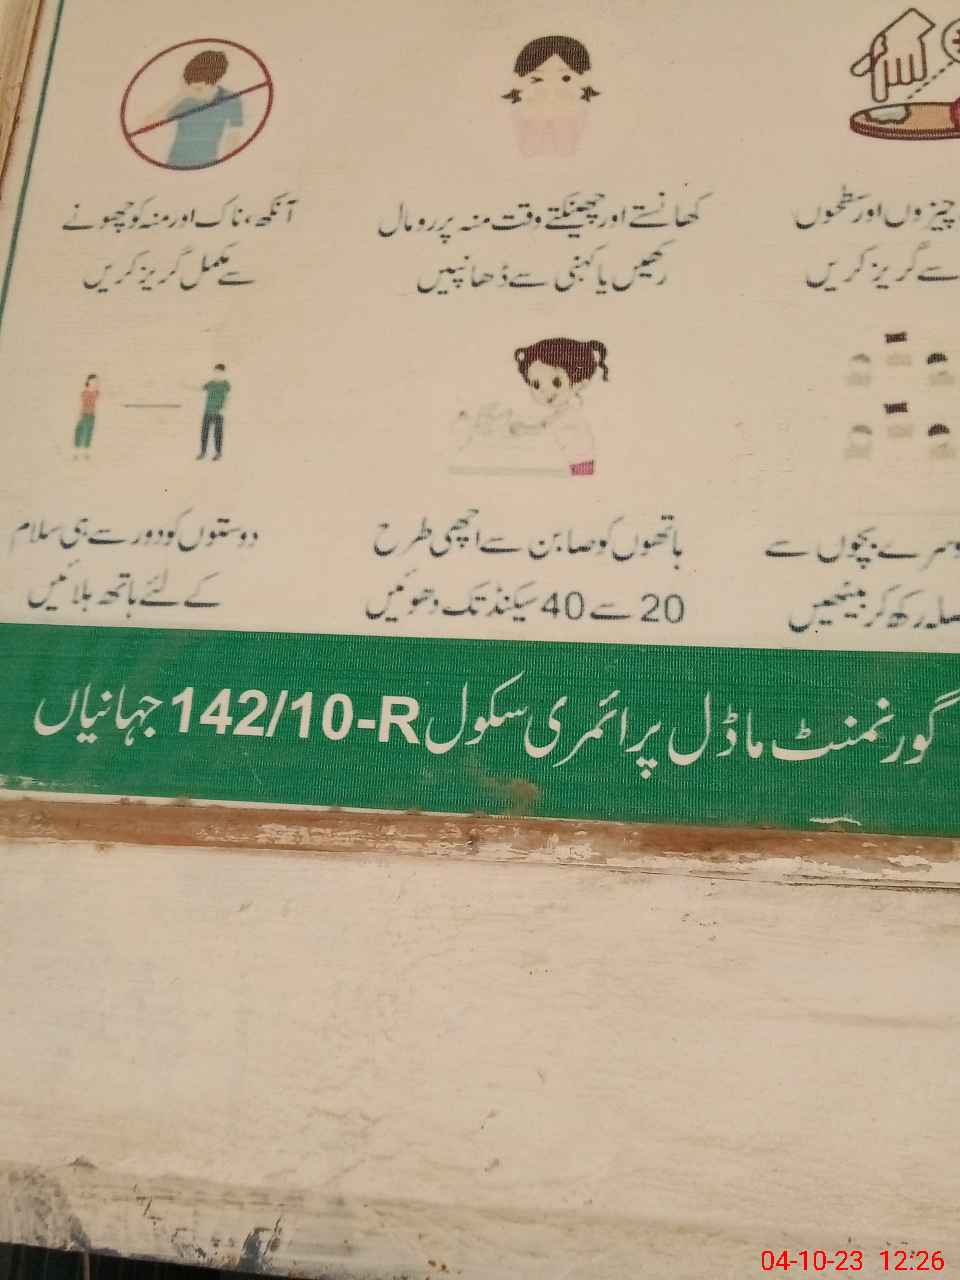 چیزوں اور سطحوں
سے گریز کریں
کھانستے اور چھینکتے وقت منہ پر رومال
رکھیں یا کہنی سے ڈھانپیں
آنکھ، ناک اور منہ کو چھونے
سے مکمل گریز کریں
بچوں سے
رکھ کر بیٹھیں
ہاتھوں کو صابن سے اچھی طرح
20 سے 40 سیکنڈ تک دھوئیں
دوستوں کو دور سے ہی سلام
کے لئے ہاتھ ہلائیں
گورنمنٹ ماڈل پرائمری سکول 142/10-R جہانیاں
04-10-23 12:26